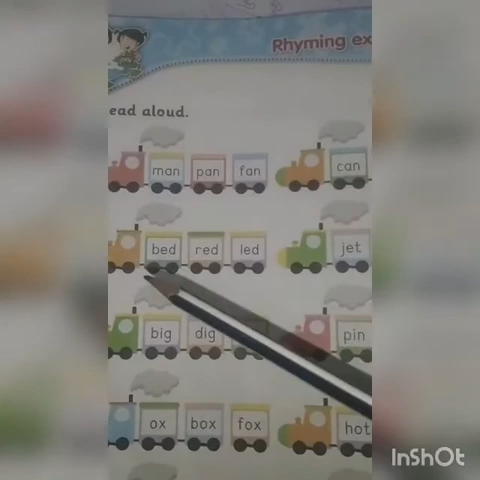 Rhyming ex
ead aloud.
man pan fan can
bed red led jet
big dig pin
ox box fox hot
InShOt